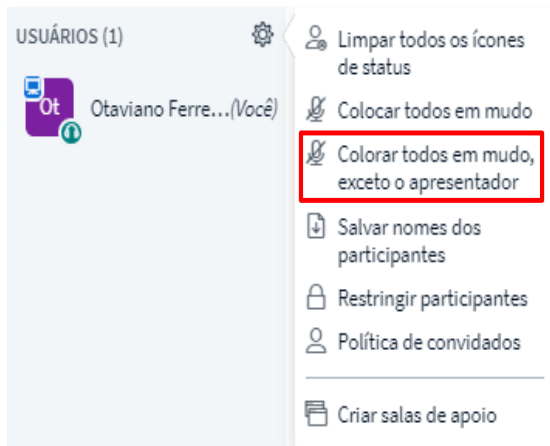 USUÁRIOS (1)
Ot
Otaviano Ferre...(Você)
Limpar todos os ícones
de status
Colocar todos em mudo
Colorar todos em mudo,
exceto o apresentador
Salvar nomes dos
participantes
Restringir participantes
Política de convidados
Criar salas de apoio